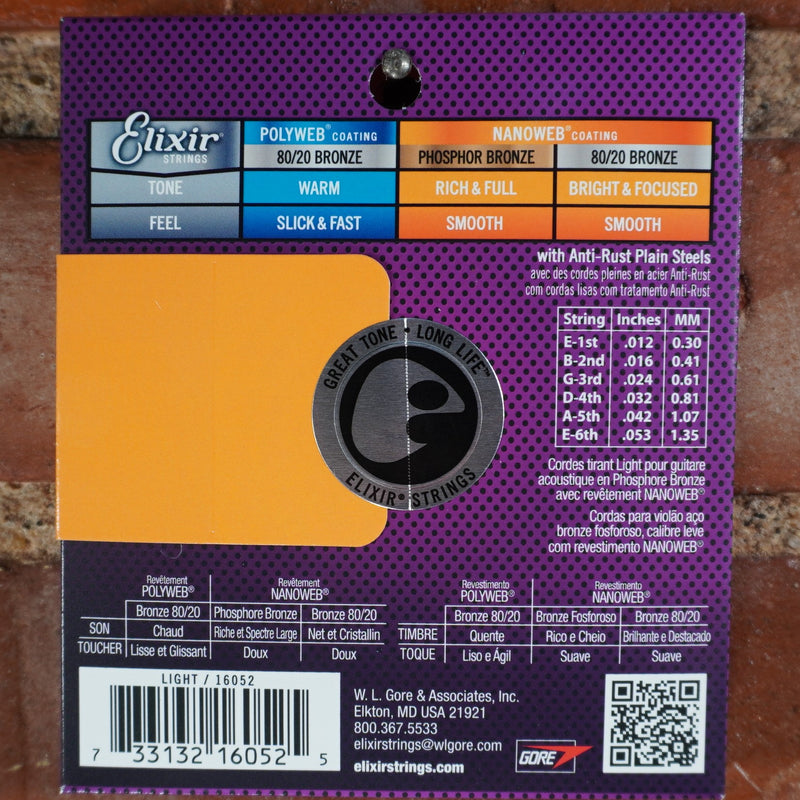 Elixir®
STRINGS
POLYWEB® COATING
NANOWEB® COATING
80/20 BRONZE
PHOSPHOR BRONZE
80/20 BRONZE
TONE
WARM
RICH & FULL
BRIGHT & FOCUSED
FEEL
SLICK & FAST
SMOOTH
SMOOTH
with Anti-Rust Plain Steels
avec des cordes pleines en acier Anti-Rust
com cordas lisas com tratamento Anti-Rust
String Inches MM
E-1st .012 0.30
B-2nd .016 0.41
G-3rd .024 0.61
D-4th .032 0.81
A-5th .042 1.07
E-6th .053 1.35
GREAT TONE • LONG LIFE™
ELIXIR® STRINGS
Cordes tirant Light pour guitare
acoustique en Phosphore Bronze
avec revêtement NANOWEB®
Cordas para violão aço
bronze fosforoso, calibre leve
com revestimento NANOWEB®
Revêtement
POLYWEB®
Revêtement
NANOWEB®
Bronze 80/20 Phosphore Bronze Bronze 80/20
SON Chaud Riche et Spectre Large Net et Cristallin
TOUCHER Lisse et Glissant Doux Doux
Revestimento
POLYWEB®
Revestimento
NANOWEB®
Bronze 80/20 Bronze Fosforoso Bronze 80/20
TIMBRE Quente Rico e Cheio Brilhante e Destacado
TOQUE Liso e Ágil Suave Suave
LIGHT / 16052
7 33132 16052 5
W. L. Gore & Associates, Inc.
Elkton, MD USA 21921
800.367.5533
elixirstrings@wlgore.com
elixirstrings.com
GORE